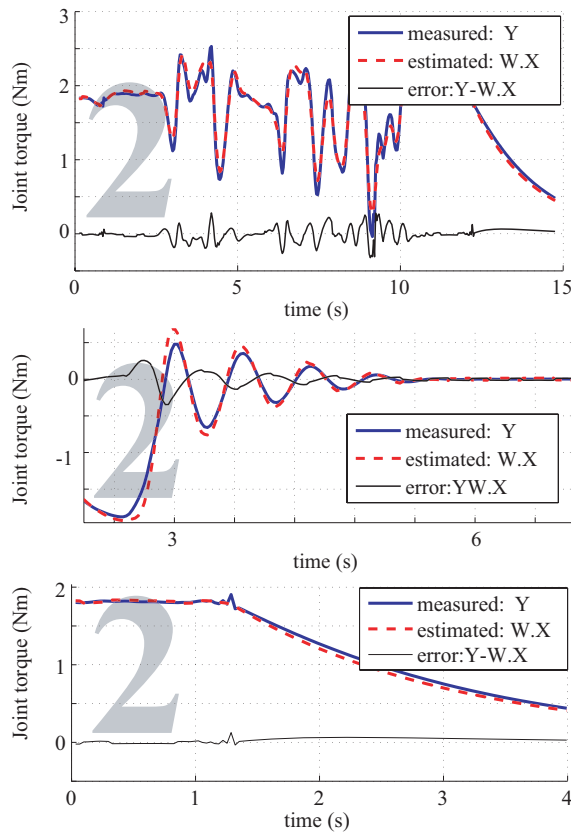 3
2
1
0
Joint torque (Nm)
2
measured: Y
estimated: W.X
error:Y-W.X
0
5
10
15
time (s)
0
-1
Joint torque (Nm)
2
measured: Y
estimated: W.X
error:YW.X
3
6
time (s)
2
1
0
Joint torque (Nm)
2
measured: Y
estimated: W.X
error:Y-W.X
0
1
2
3
4
time (s)